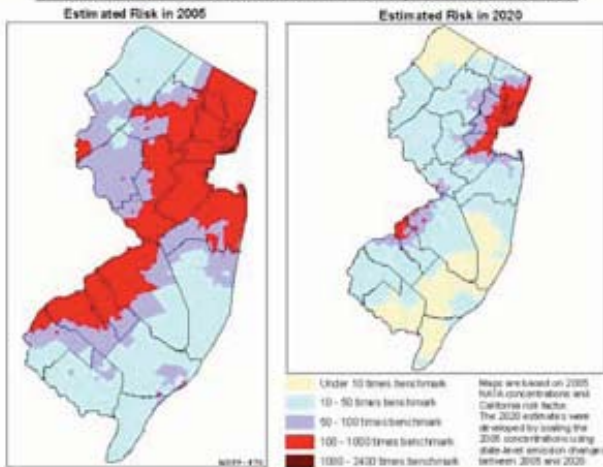 Estimated Risk in 2005
Estimated Risk in 2020
Under 10 times benchmark
10 - 50 times benchmark
50 - 100 times benchmark
100 - 1000 times benchmark
1000 - 2400 times benchmark
Maps are based on 2005
NATA concentrations and
California risk factor.
The 2020 estimates were
developed by scaling the
2005 concentrations using
state-level emission changes
between 2005 and 2020